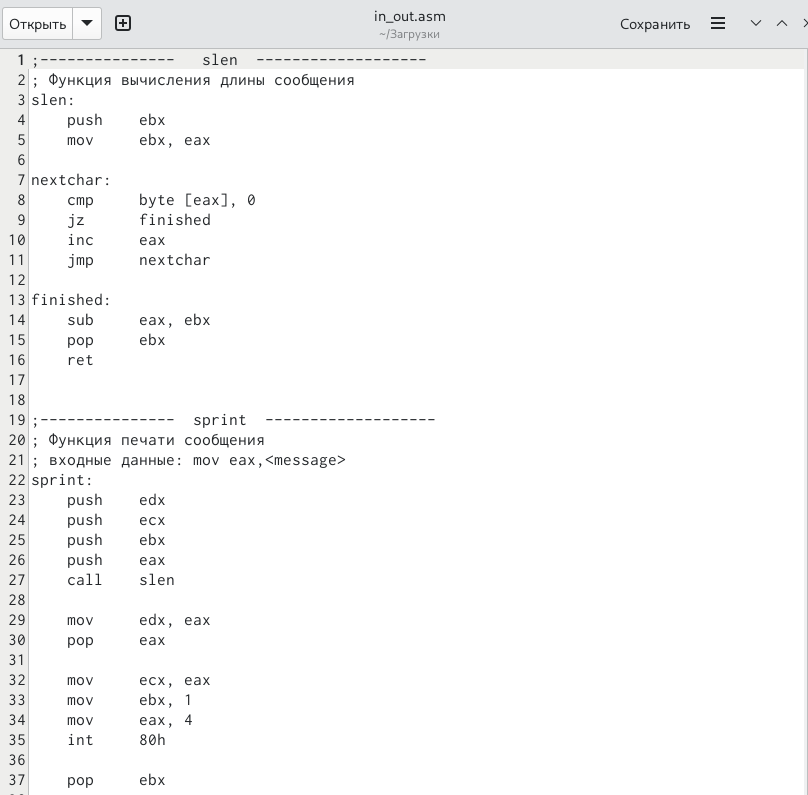 Открыть
in_out.asm
~/Загрузки
Сохранить
1 ;---------------   slen  -------------------
2 ; Функция вычисления длины сообщения
3 slen:
4     push    ebx
5     mov     ebx, eax
6
7 nextchar:
8     cmp     byte [eax], 0
9     jz      finished
10     inc     eax
11     jmp     nextchar
12
13 finished:
14     sub     eax, ebx
15     pop     ebx
16     ret
17
18
19 ;---------------  sprint  -------------------
20 ; Функция печати сообщения
21 ; входные данные: mov eax,<message>
22 sprint:
23     push    edx
24     push    ecx
25     push    ebx
26     push    eax
27     call    slen
28
29     mov     edx, eax
30     pop     eax
31
32     mov     ecx, eax
33     mov     ebx, 1
34     mov     eax, 4
35     int     80h
36
37     pop     ebx